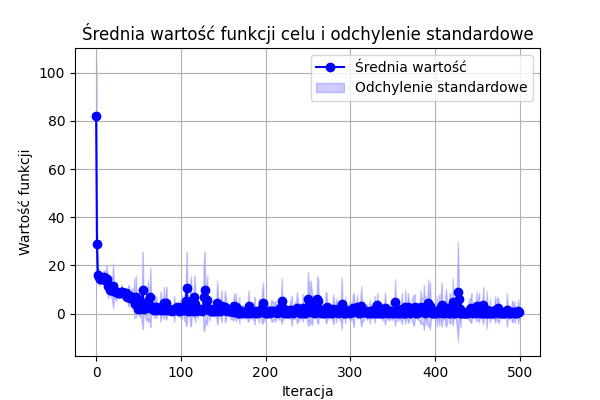 Średnia wartość funkcji celu i odchylenie standardowe
Średnia wartość
Odchylenie standardowe
Wartość funkcji
100
80
60
40
20
0
0
100
200
300
400
500
Iteracja